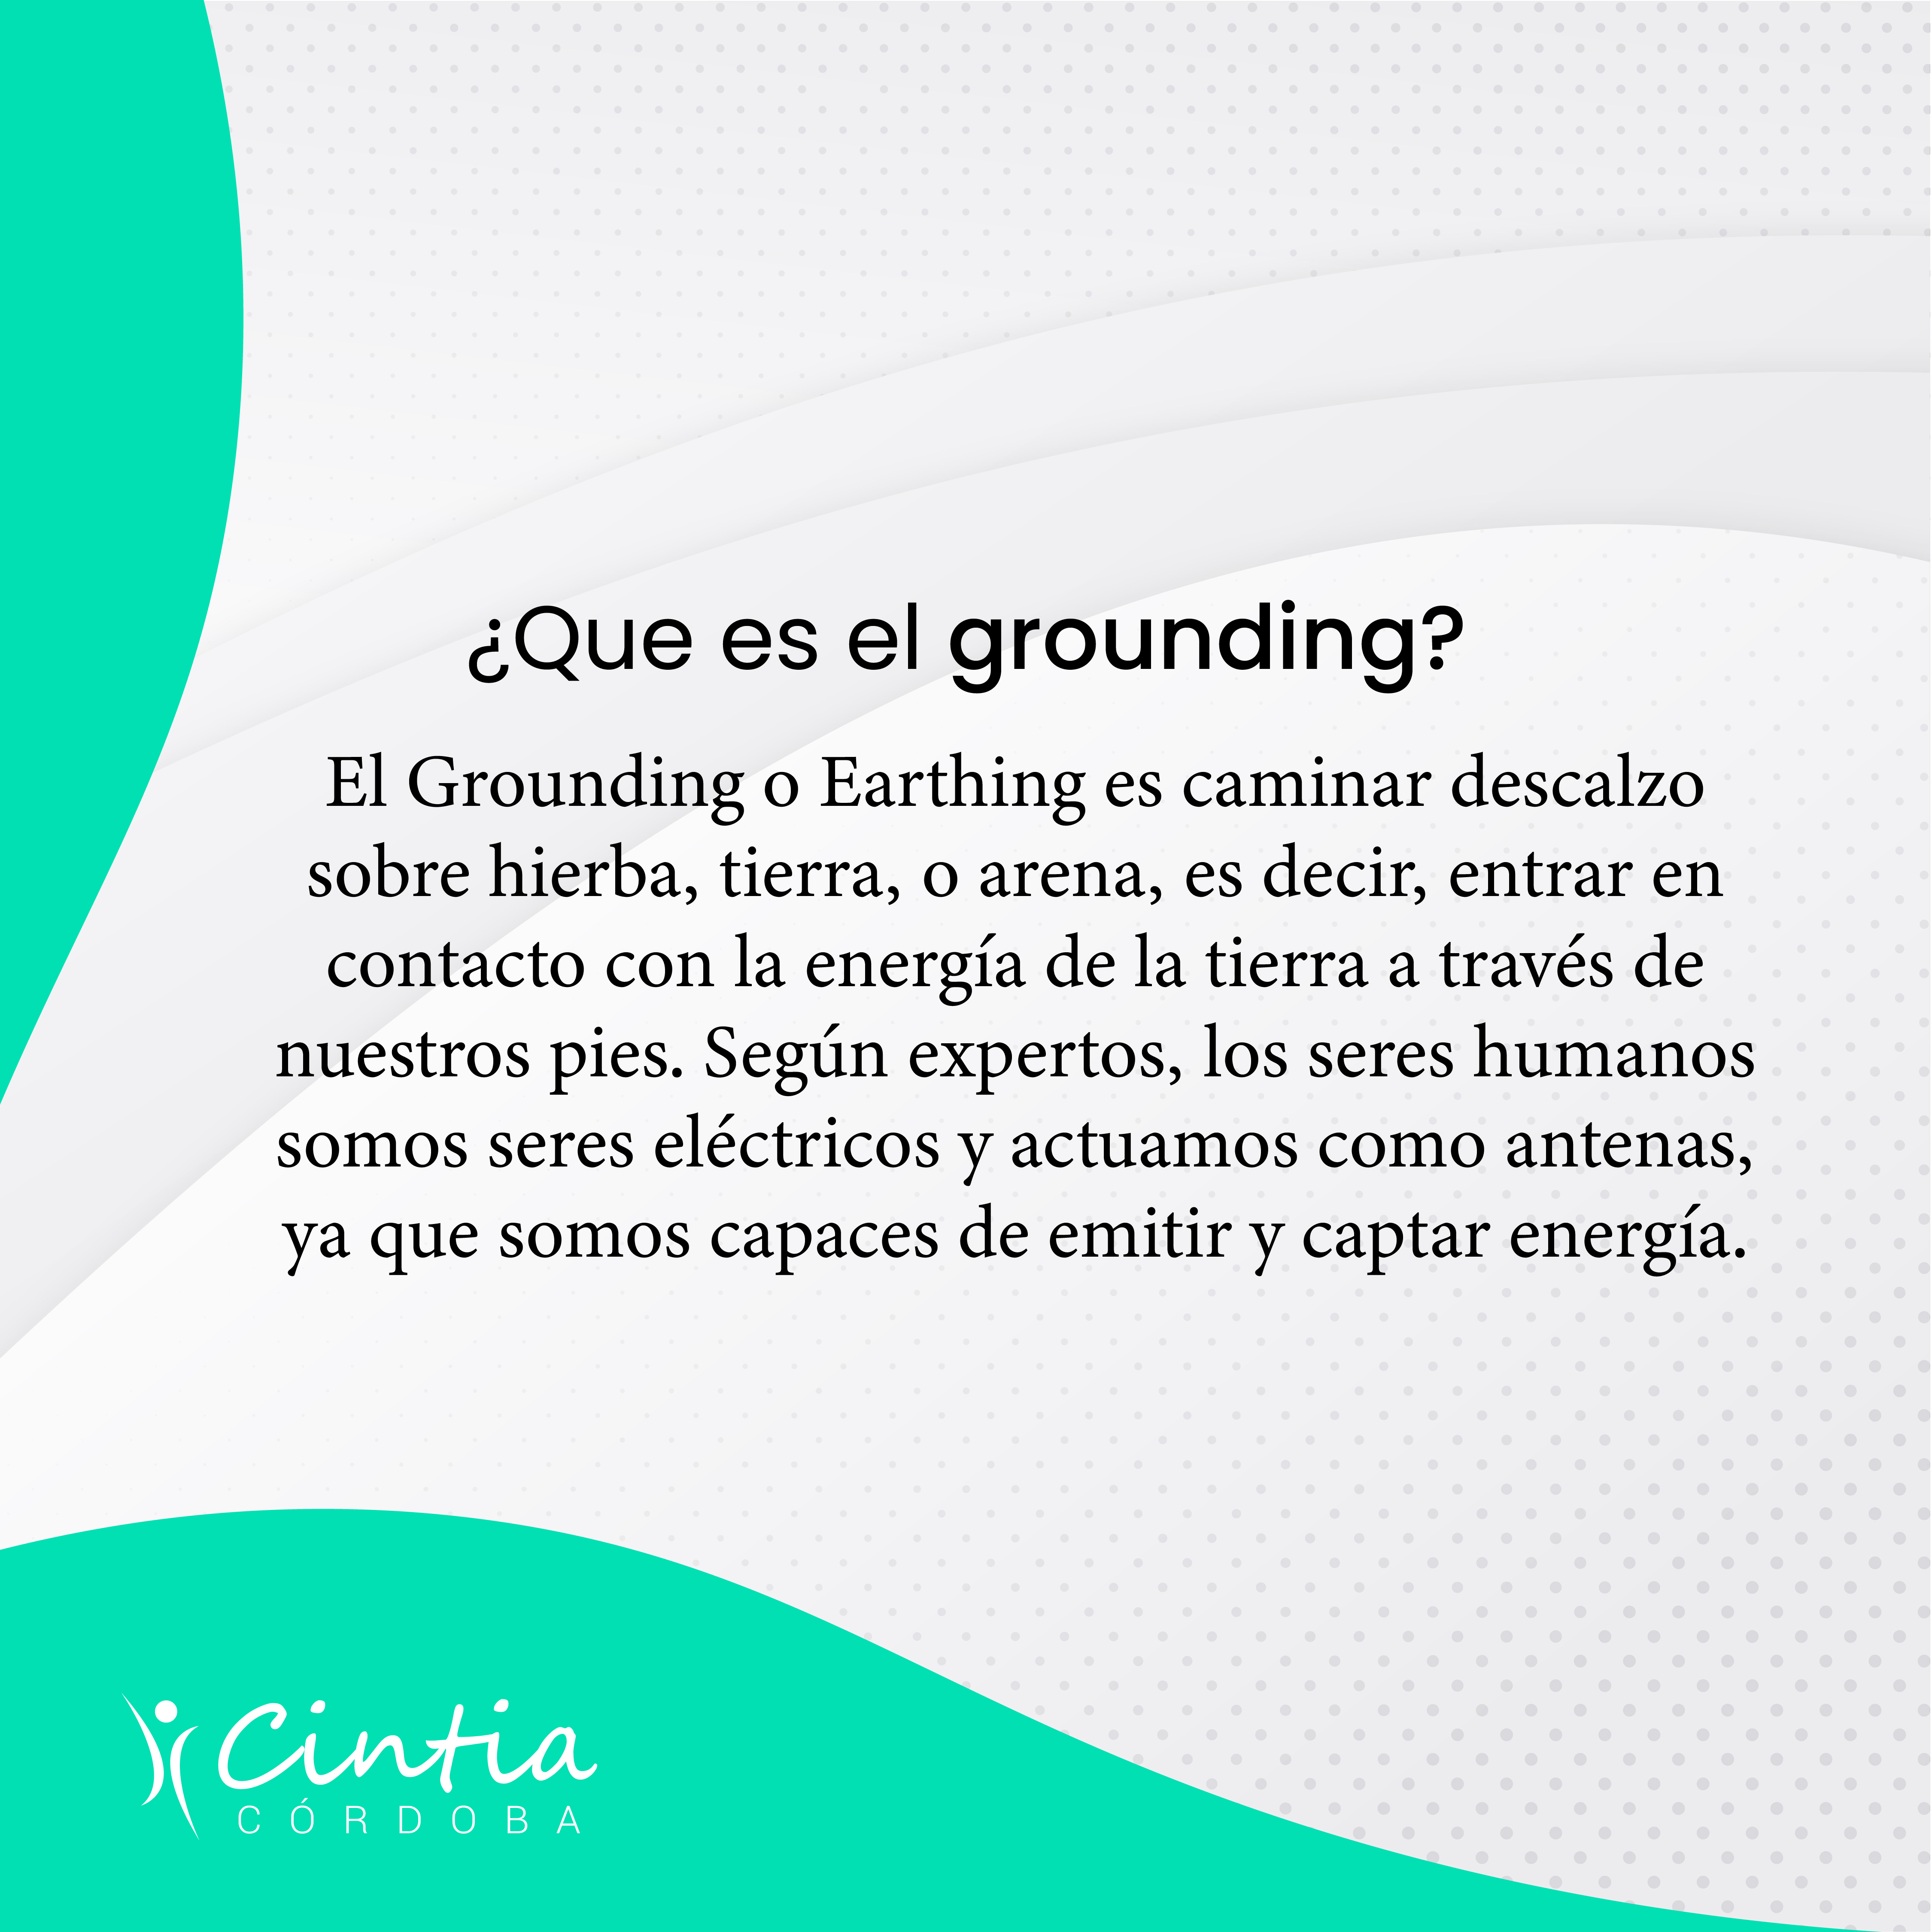 ¿Que es el grounding?
El Grounding o Earthing es caminar descalzo
sobre hierba, tierra, o arena, es decir, entrar en
contacto con la energía de la tierra a través de
nuestros pies. Según expertos, los seres humanos
somos seres eléctricos y actuamos como antenas,
ya que somos capaces de emitir y captar energía.
Cintia
CÓRDOBA